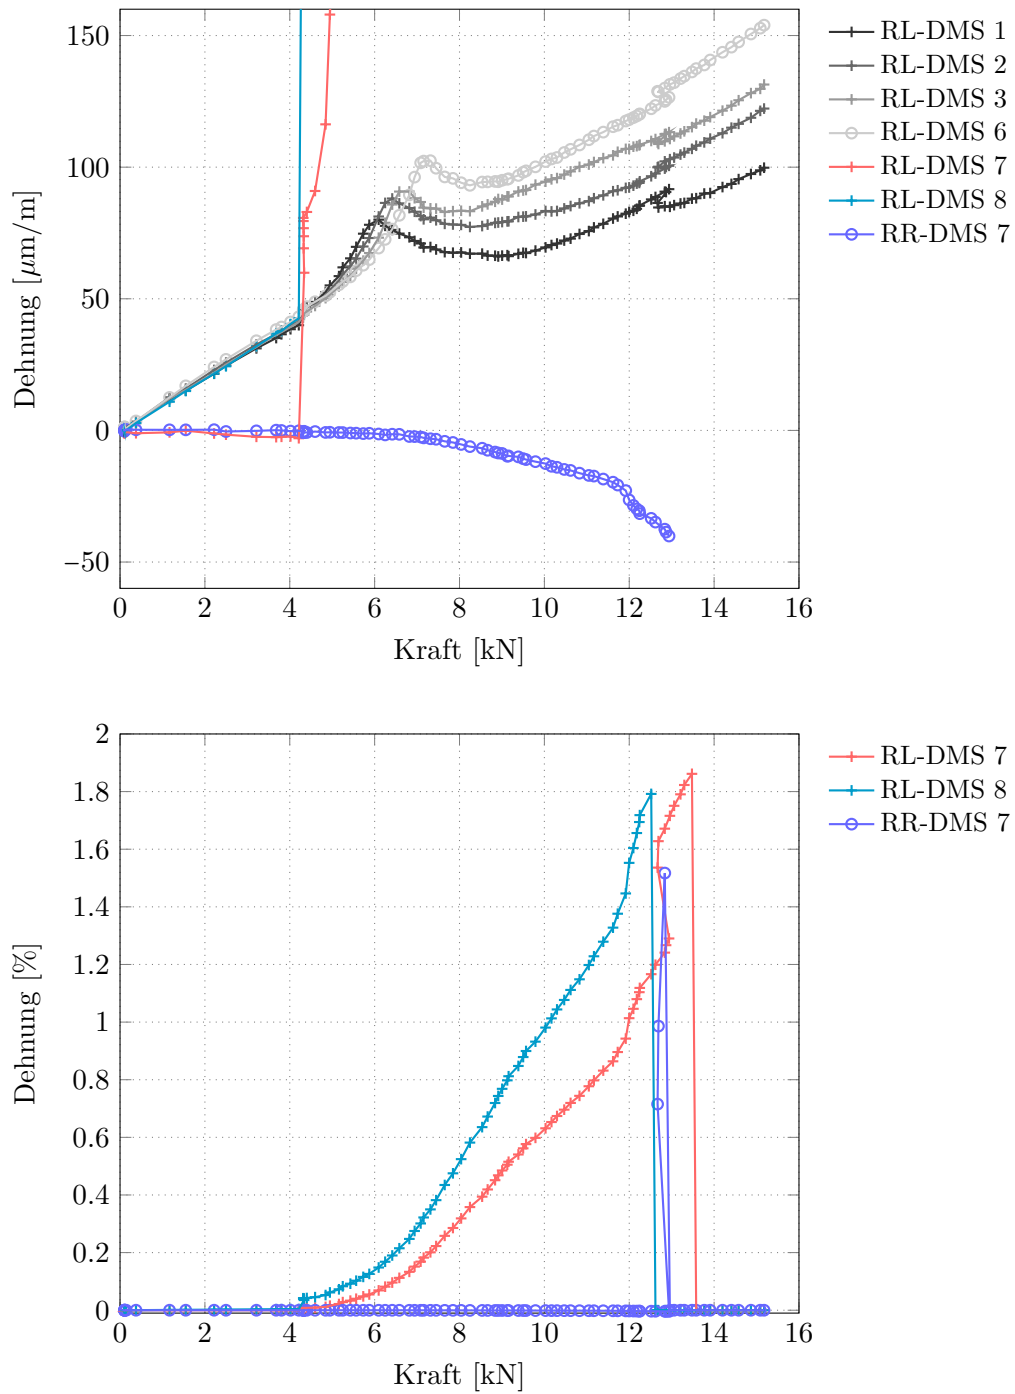 150
100
50
0
−50
Dehnung [μm/m]
0 2 4 6 8 10 12 14 16
Kraft [kN]
RL-DMS 1
RL-DMS 2
RL-DMS 3
RL-DMS 6
RL-DMS 7
RL-DMS 8
RR-DMS 7
2
1.8
1.6
1.4
1.2
1
0.8
0.6
0.4
0.2
0
Dehnung [%]
0 2 4 6 8 10 12 14 16
Kraft [kN]
RL-DMS 7
RL-DMS 8
RR-DMS 7